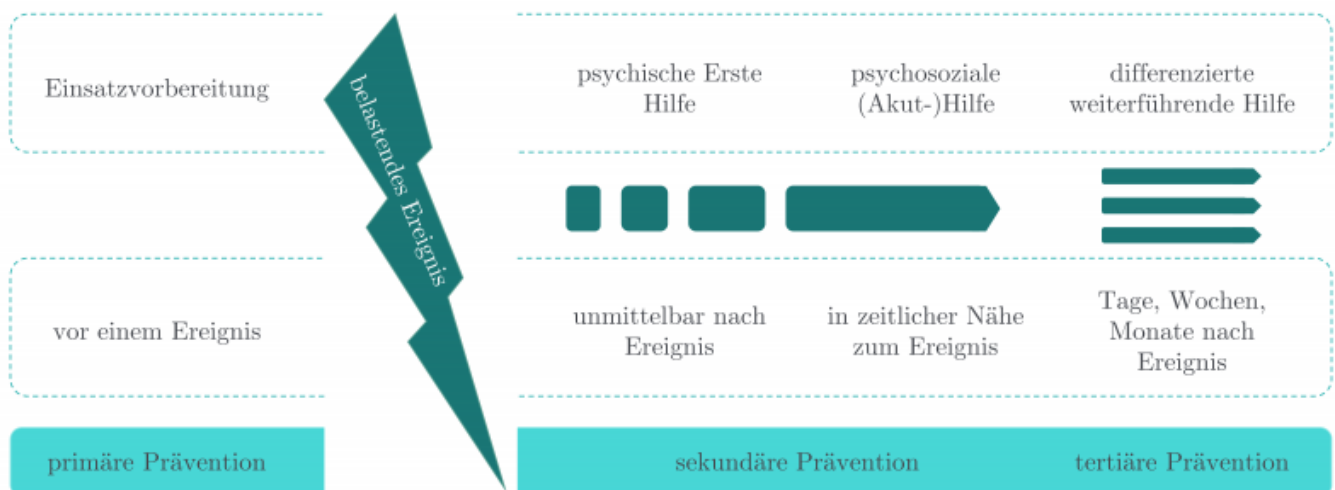 Einsatzvorbereitung
belastendes Ereignis
psychische Erste
Hilfe
psychosoziale
(Akut-)Hilfe
differenzierte
weiterführende Hilfe
vor einem Ereignis
unmittelbar nach
Ereignis
in zeitlicher Nähe
zum Ereignis
Tage, Wochen,
Monate nach
Ereignis
primäre Prävention
sekundäre Prävention
tertiäre Prävention